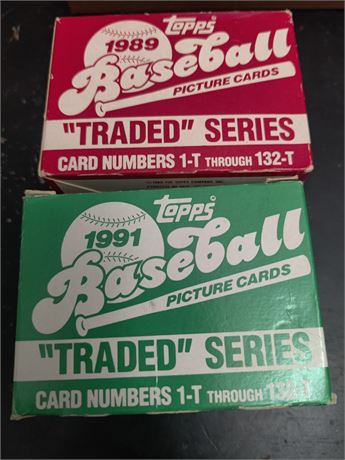 Topps
1989
Baseball
PICTURE CARDS
"TRADED" SERIES
CARD NUMBERS 1-T THROUGH 132-T
Topps
1991
Baseball
PICTURE CARDS
"TRADED" SERIES
CARD NUMBERS 1-T THROUGH 132-T